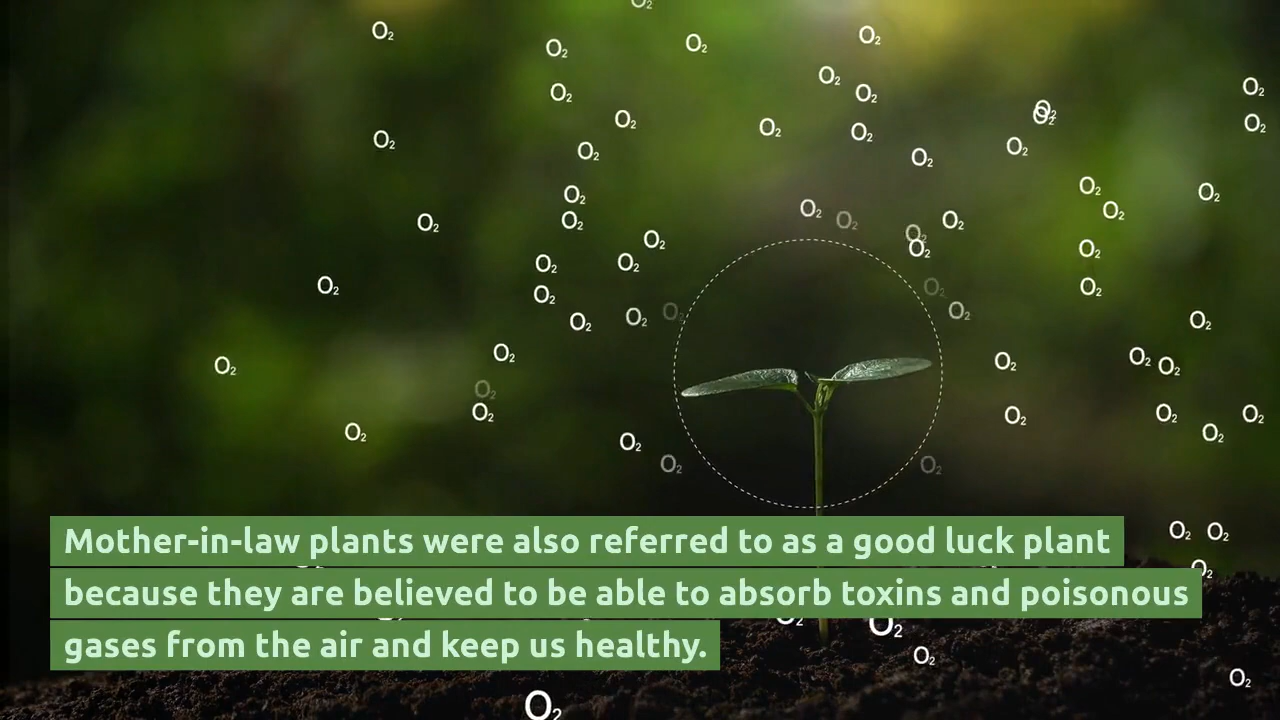 Mother-in-law plants were also referred to as a good luck plant
because they are believed to be able to absorb toxins and poisonous
gases from the air and keep us healthy.
O₂